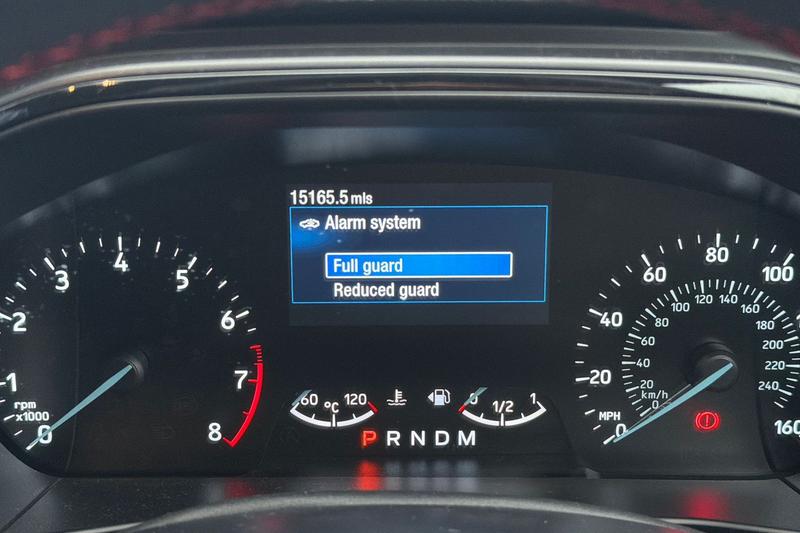 15165.5 mls
Alarm system
Full guard
Reduced guard
1 2 3 4 5 6 7 8
rpm
x1000
0
60 °C 120
0 1/2 1
P R N D M
0 20 40 60 80 100 160
MPH
0 20 40 60 80 100 120 140 160 180 200 220 240
km/h